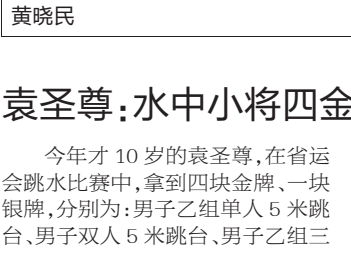 黄晓民
袁圣尊:水中小将四金
今年才 10 岁的袁圣尊,在省运
会跳水比赛中,拿到四块金牌、一块
银牌,分别为:男子乙组单人 5 米跳
台、男子双人 5 米跳台、男子乙组三